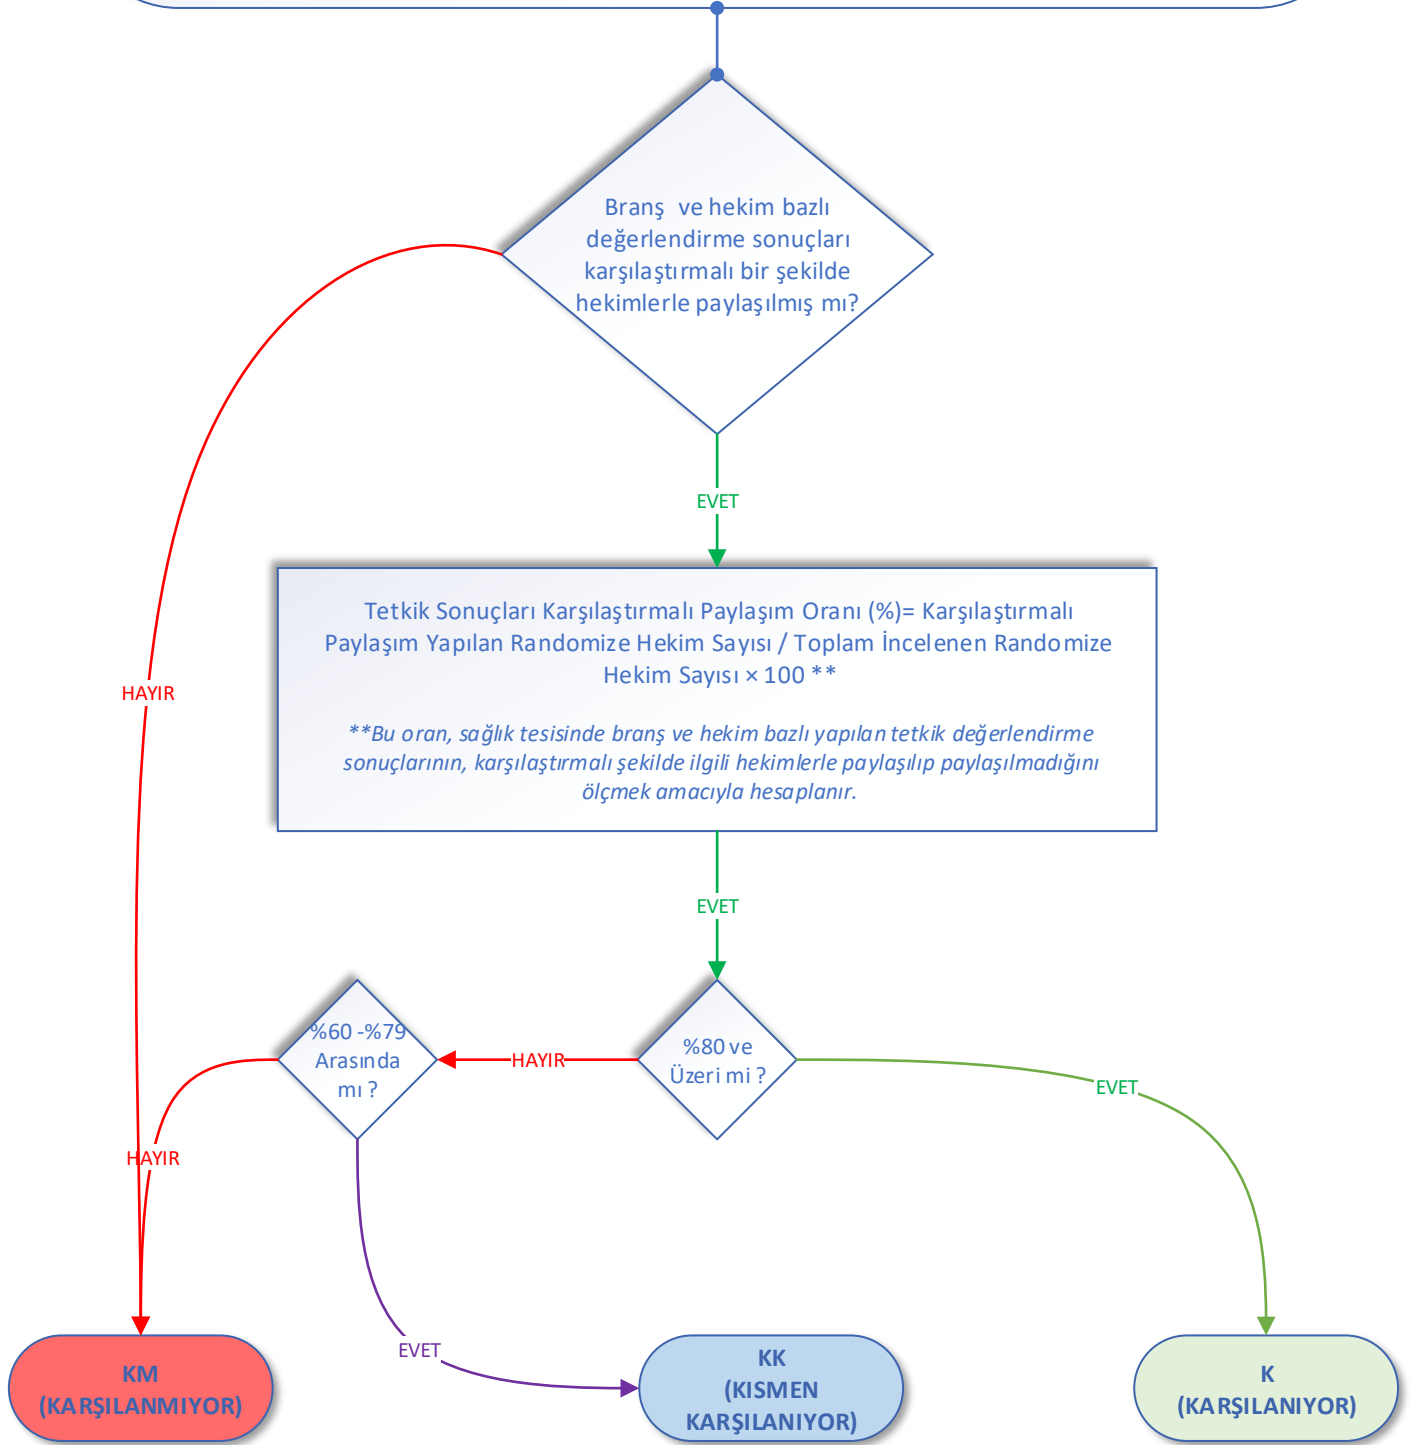 Branş ve hekim bazlı
değerlendirme sonuçları
karşılaştırmalı bir şekilde
hekimlerle paylaşılmış mı?
EVET
Tetkik Sonuçları Karşılaştırmalı Paylaşım Oranı (%)= Karşılaştırmalı
Paylaşım Yapılan Randomize Hekim Sayısı / Toplam İncelenen Randomize
Hekim Sayısı × 100 **
HAYIR
**Bu oran, sağlık tesisinde branş ve hekim bazlı yapılan tetkik değerlendirme
sonuçlarının, karşılaştırmalı şekilde ilgili hekimlerle paylaşılıp paylaşılmadığını
ölçmek amacıyla hesaplanır.
EVET
%60 -%79
Arasında
mı ?
HAYIR
%80 ve
Üzeri mi ?
EVET
HAYIR
EVET
KM
(KARŞILANMIYOR)
KK
(KISMEN
KARŞILANIYOR)
K
(KARŞILANIYOR)